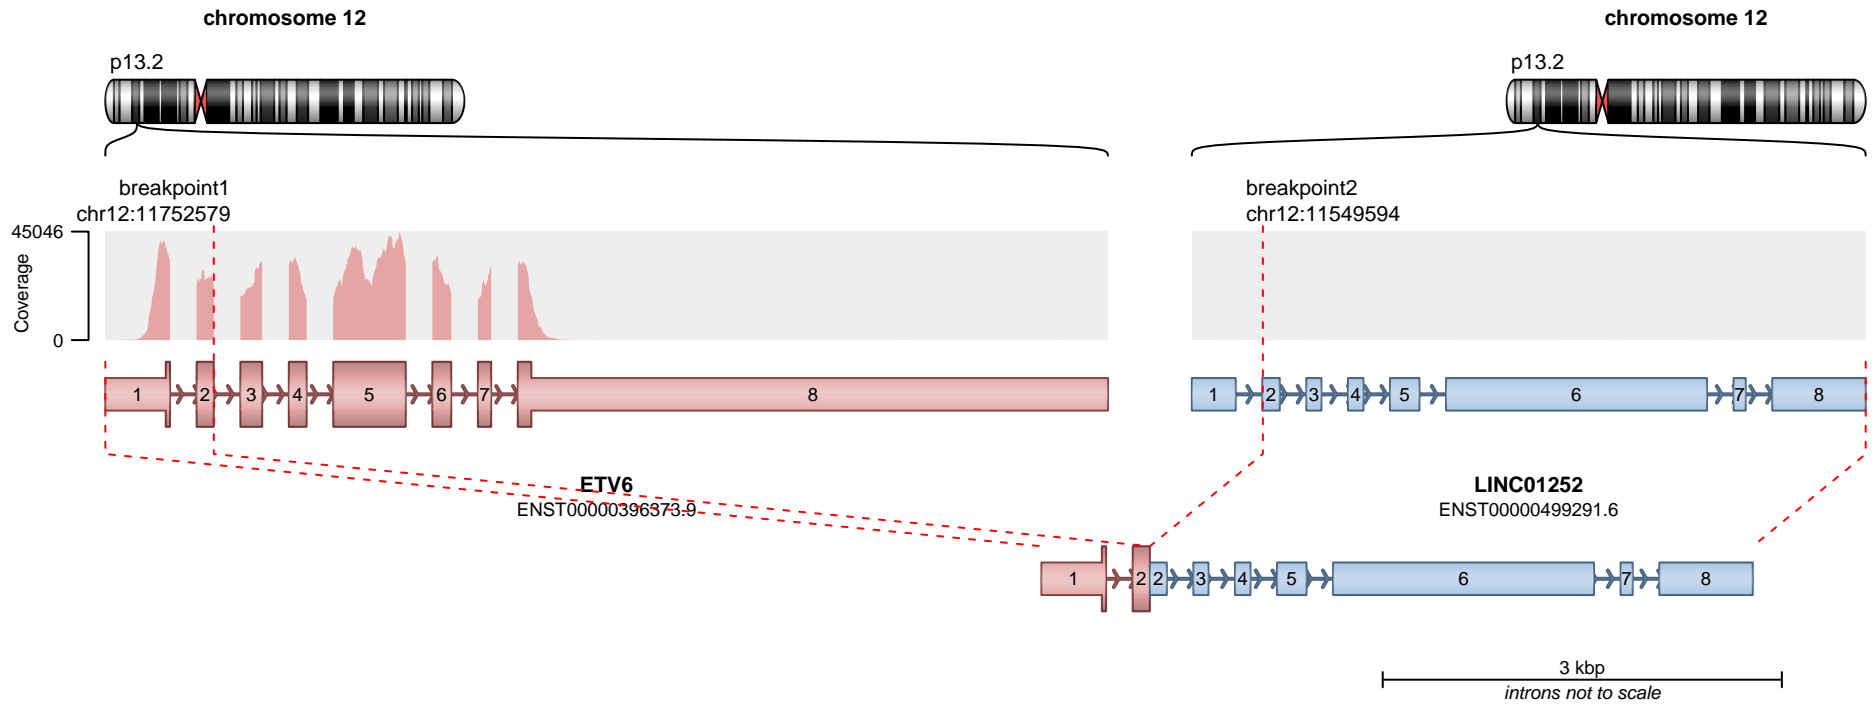 chromosome 12
chromosome 12
p13.2
p13.2
breakpoint1
chr12:11752579
breakpoint2
chr12:11549594
45046
Coverage
0
1 2 3 4 5 6 7 8
1 2 3 4 5 6 7 8
ETV6
ENST00000396373.9
LINC01252
ENST00000499291.6
1 2 2 3 4 5 6 7 8
3 kbp
introns not to scale